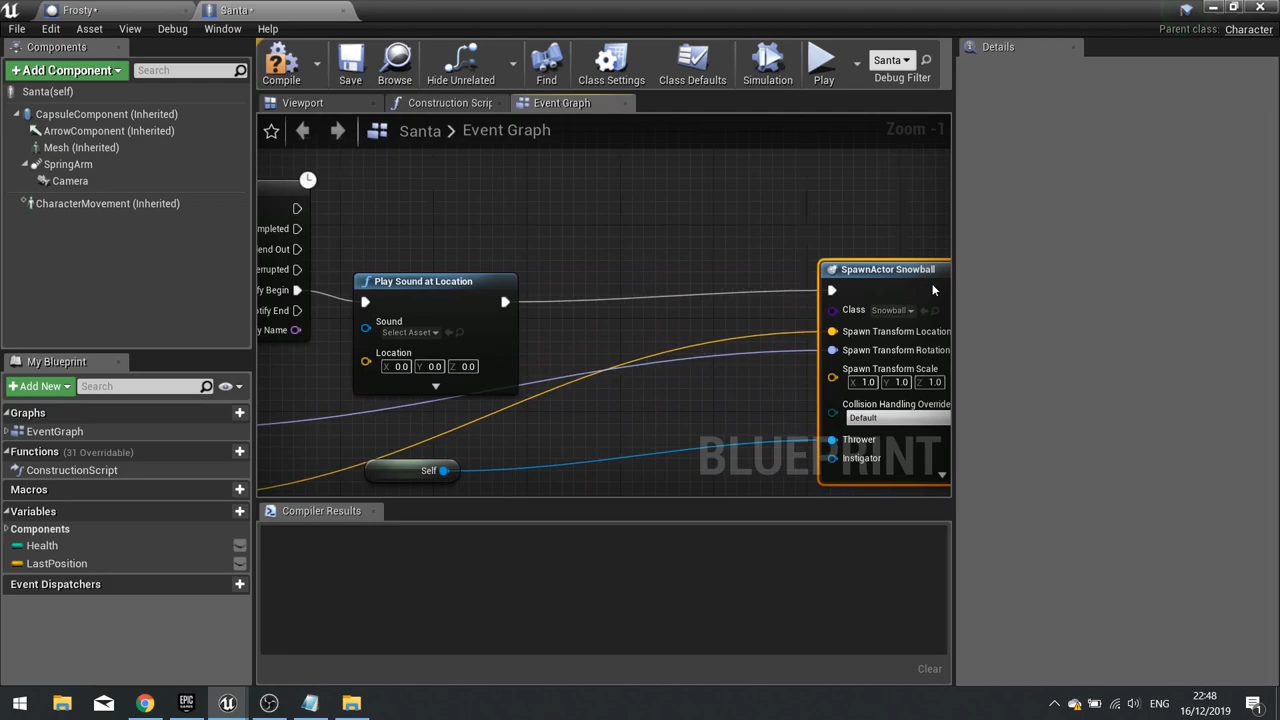 Frosty•
Santa•
File Edit Asset View Debug Window Help
Parent class: Character
Components
+Add Component
Search
Santa(self)
CapsuleComponent (Inherited)
ArrowComponent (Inherited)
Mesh (Inherited)
SpringArm
Camera
CharacterMovement (Inherited)
My Blueprint
+Add New
Search
Graphs
EventGraph
Functions (31 Overridable)
ConstructionScript
Macros
Variables
Components
Health
LastPosition
Event Dispatchers
Compile
Save
Browse
Hide Unrelated
Find
Class Settings
Class Defaults
Simulation
Play
Santa
Debug Filter
Viewport
Construction Scrip
Event Graph
Santa > Event Graph
Zoom -1
mpleted
lend Out
errupted
fy Begin
otify End
y Name
Play Sound at Location
Sound
Select Asset
Location
X 0.0 Y 0.0 Z 0.0
Self
SpawnActor Snowball
Class Snowball
Spawn Transform Location
Spawn Transform Rotation
Spawn Transform Scale
X 1.0 Y 1.0 Z 1.0
Collision Handling Override
Default
Thrower
Instigator
BLUEPRINT
Compiler Results
Clear
Details
EPIC
GAMES
ENG
22:48
16/12/2019
1